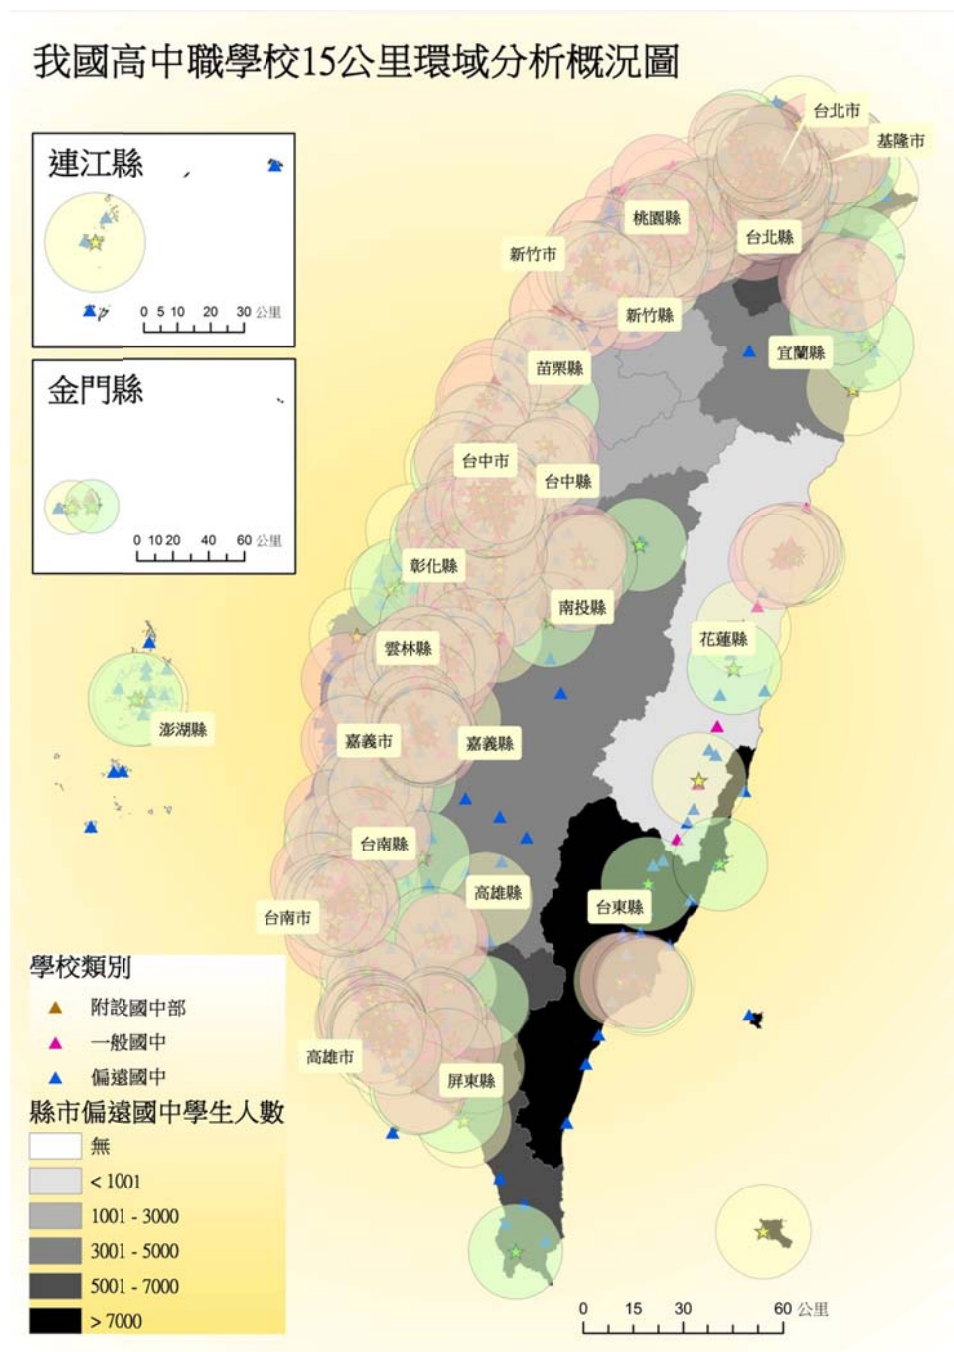 我國高中職學校15公里環域分析概況圖
連江縣
0 5 10 20 30 公里
金門縣
0 10 20 40 60 公里
台北市
基隆市
桃園縣
台北縣
新竹市
新竹縣
宜蘭縣
苗栗縣
台中市
台中縣
彰化縣
南投縣
雲林縣
花蓮縣
澎湖縣
嘉義市
嘉義縣
台南縣
高雄縣
台東縣
台南市
高雄市
屏東縣
學校類別
附設國中部
一般國中
偏遠國中
縣市偏遠國中學生人數
無
< 1001
1001 - 3000
3001 - 5000
5001 - 7000
> 7000
0 15 30 60 公里